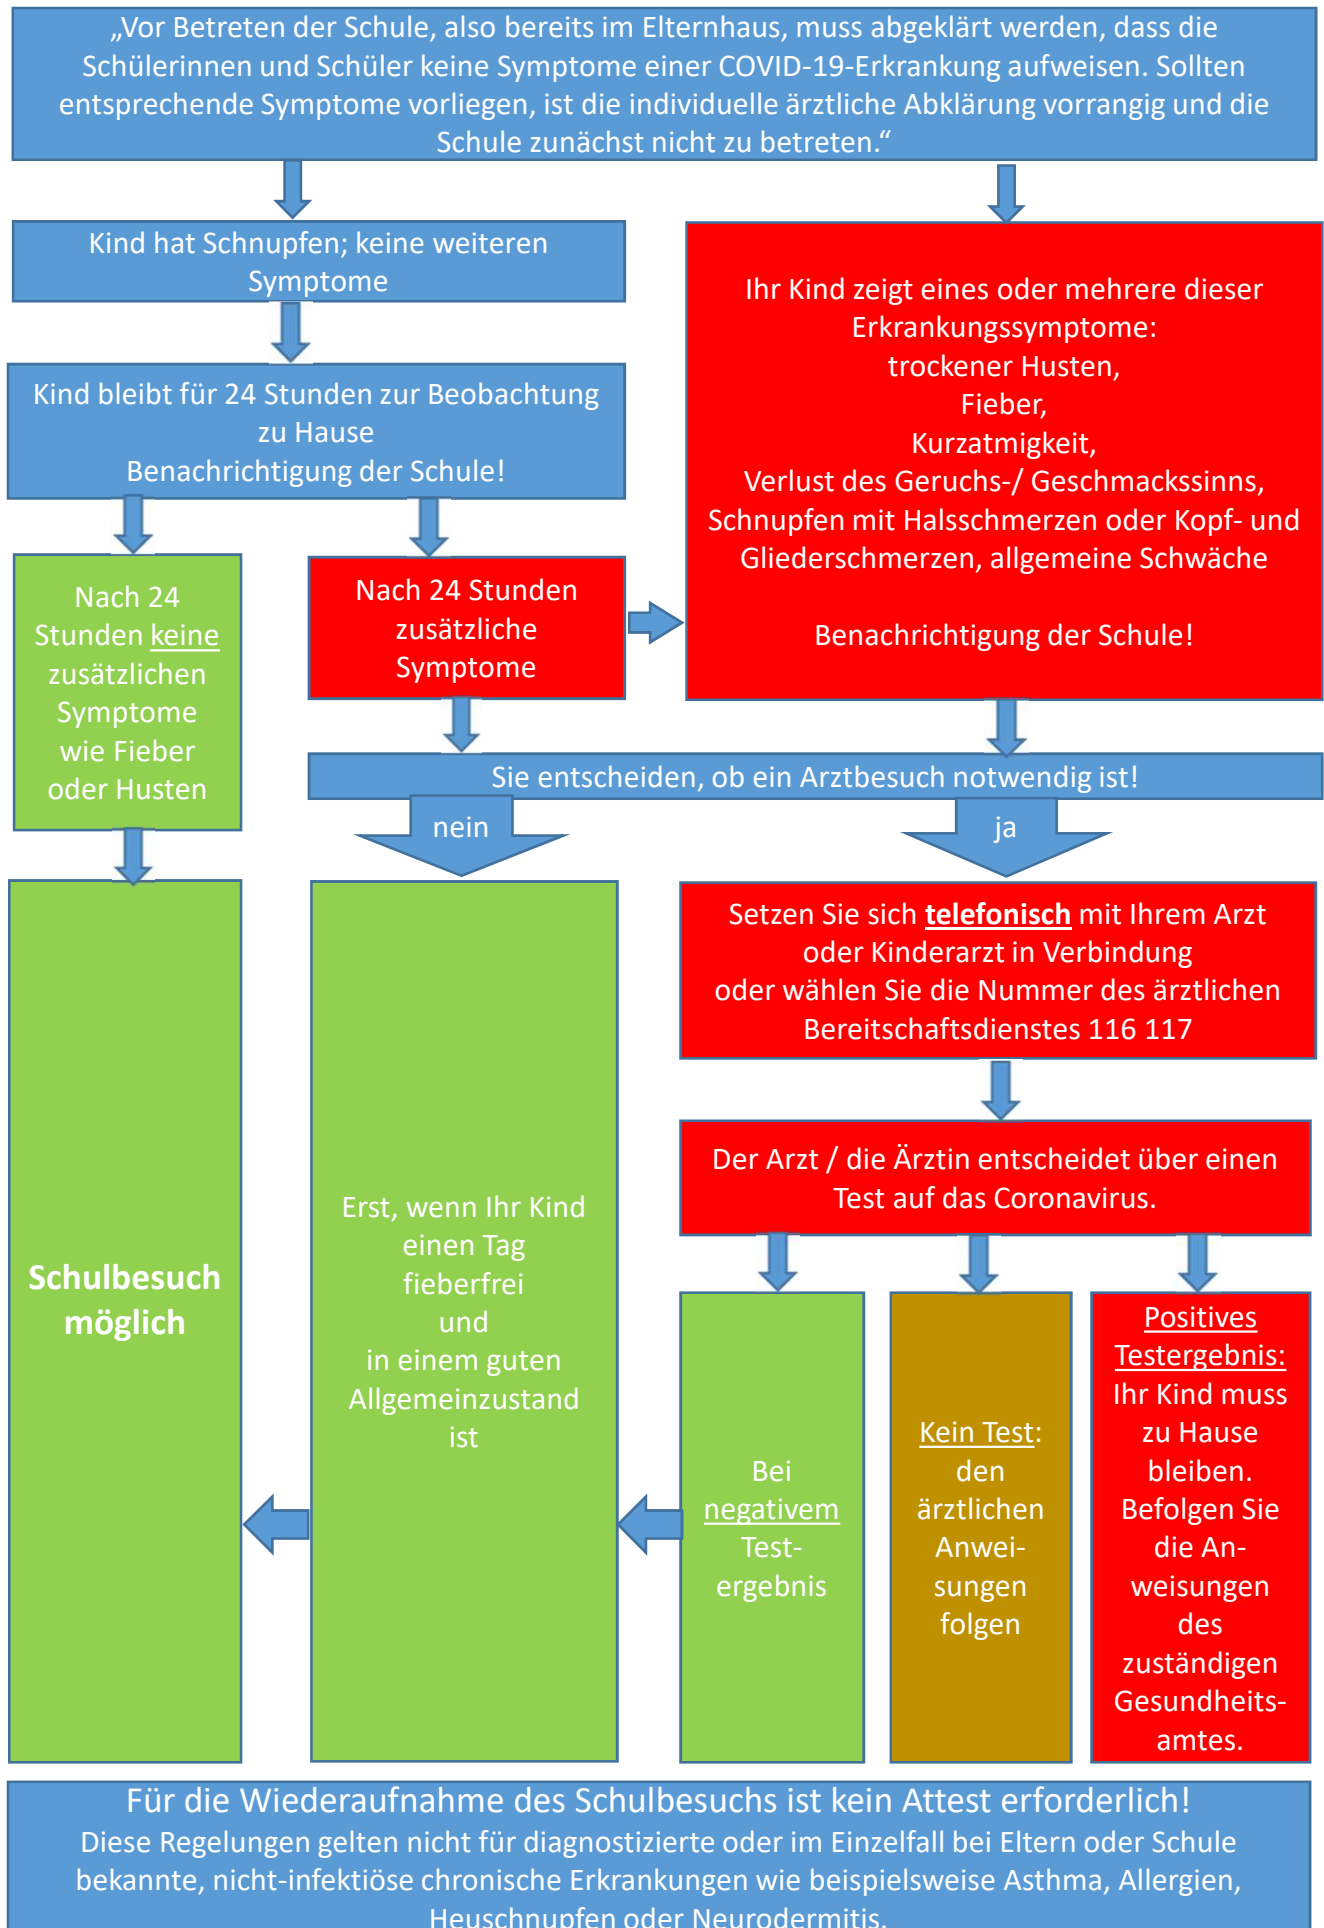 „Vor Betreten der Schule, also bereits im Elternhaus, muss abgeklärt werden, dass die
Schülerinnen und Schüler keine Symptome einer COVID-19-Erkrankung aufweisen. Sollten
entsprechende Symptome vorliegen, ist die individuelle ärztliche Abklärung vorrangig und die
Schule zunächst nicht zu betreten.“
Kind hat Schnupfen; keine weiteren
Symptome
Kind bleibt für 24 Stunden zur Beobachtung
zu Hause
Benachrichtigung der Schule!
Ihr Kind zeigt eines oder mehrere dieser
Erkrankungssymptome:
trockener Husten,
Fieber,
Kurzatmigkeit,
Verlust des Geruchs-/ Geschmackssinns,
Schnupfen mit Halsschmerzen oder Kopf- und
Gliederschmerzen, allgemeine Schwäche
Benachrichtigung der Schule!
Nach 24
Stunden keine
zusätzlichen
Symptome
wie Fieber
oder Husten
Nach 24 Stunden
zusätzliche
Symptome
Sie entscheiden, ob ein Arztbesuch notwendig ist!
nein
ja
Schulbesuch
möglich
Erst, wenn Ihr Kind
einen Tag
fieberfrei
und
in einem guten
Allgemeinzustand
ist
Setzen Sie sich telefonisch mit Ihrem Arzt
oder Kinderarzt in Verbindung
oder wählen Sie die Nummer des ärztlichen
Bereitschaftsdienstes 116 117
Der Arzt / die Ärztin entscheidet über einen
Test auf das Coronavirus.
Bei
negativem
Test-
ergebnis
Kein Test:
den
ärztlichen
Anwei-
sungen
folgen
Positives
Testergebnis:
Ihr Kind muss
zu Hause
bleiben.
Befolgen Sie
die An-
weisungen
des
zuständigen
Gesundheits-
amtes.
Für die Wiederaufnahme des Schulbesuchs ist kein Attest erforderlich!
Diese Regelungen gelten nicht für diagnostizierte oder im Einzelfall bei Eltern oder Schule
bekannte, nicht-infektiöse chronische Erkrankungen wie beispielsweise Asthma, Allergien,
Heuschnupfen oder Neurodermitis.